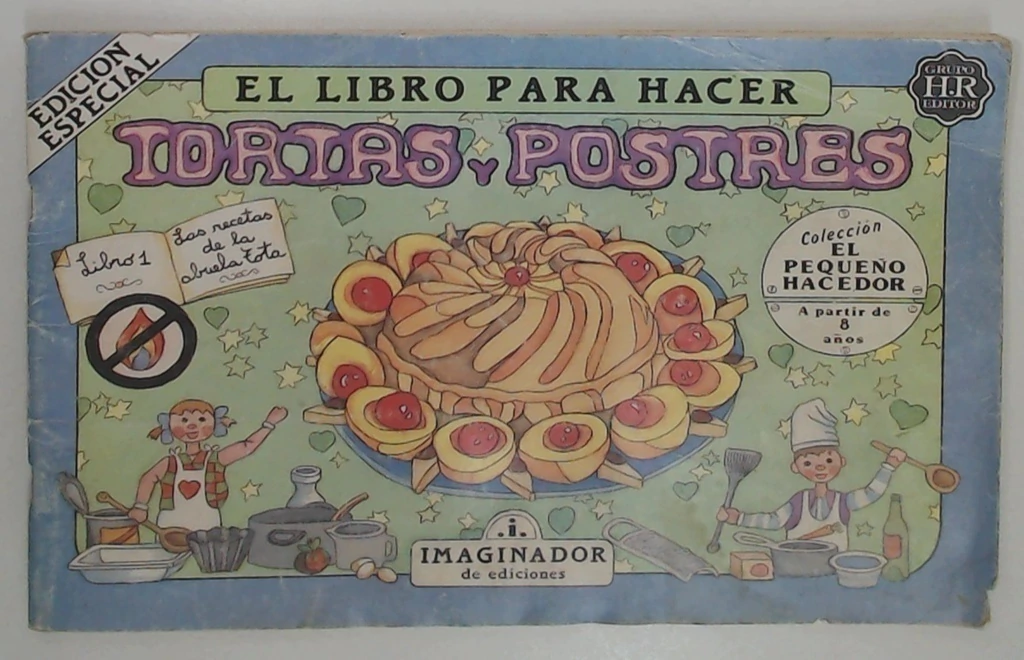 EDICION
ESPECIAL
EL LIBRO PARA HACER
GRUPO
H.R
EDITOR
TORTAS Y POSTRES
Libro 1
Las recetas
de la
abuela Tota
Colección
EL
PEQUEÑO
HACEDOR
A partir de
8
años
.i.
IMAGINADOR
de ediciones